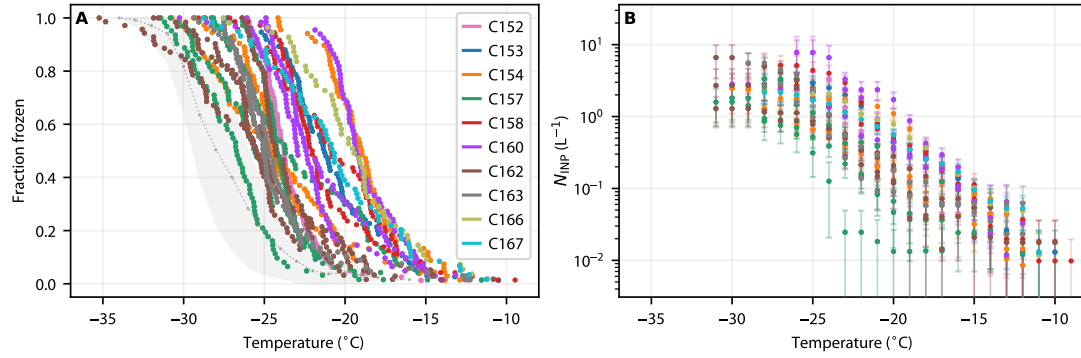 A
Fraction frozen
1.0
0.8
0.6
0.4
0.2
0.0
−35
−30
−25
−20
−15
−10
Temperature (°C)
C152
C153
C154
C157
C158
C160
C162
C163
C166
C167
B
N_INP (L⁻¹)
10¹
10⁰
10⁻¹
10⁻²
−35
−30
−25
−20
−15
−10
Temperature (°C)